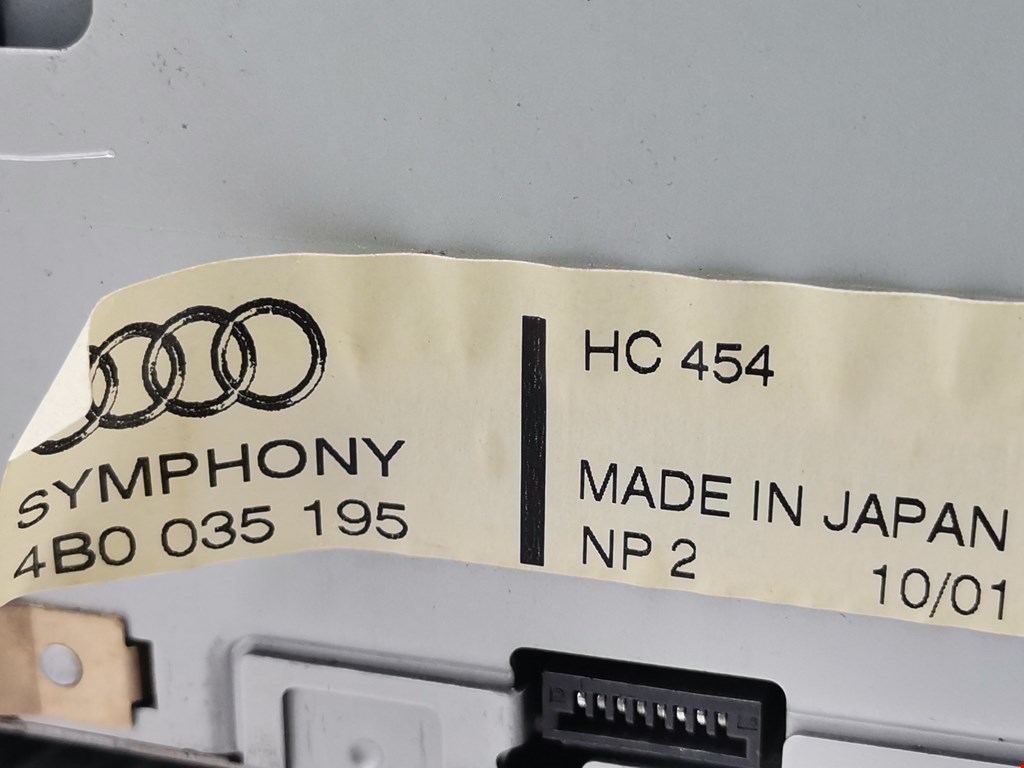 SYMPHONY
4B0 035 195
HC 454
MADE IN JAPAN
NP 2
10/01